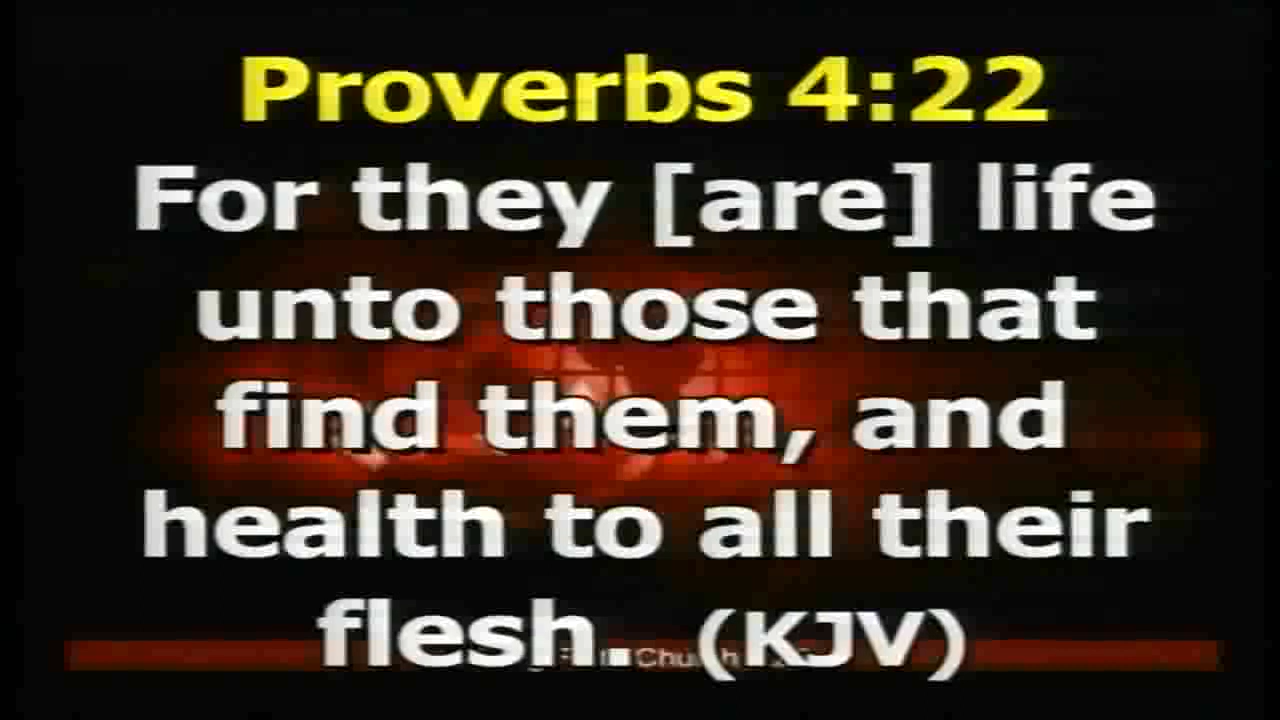 Proverbs 4:22
For they [are] life
unto those that
find them, and
health to all their
flesh (KJV)
Church